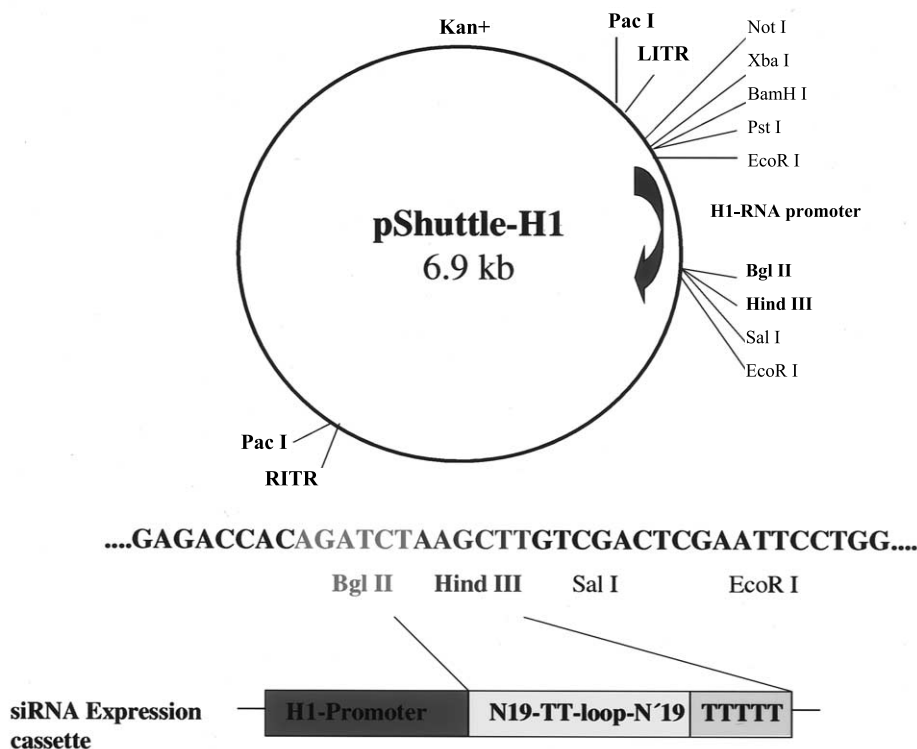 Kan+
Pac I
LITR
Not I
Xba I
BamH I
Pst I
EcoR I
H1-RNA promoter
pShuttle-H1
6.9 kb
Bgl II
Hind III
Sal I
EcoR I
Pac I
RITR
....GAGACCACAGATCTAAGCTTGTCGACTCGAATTCCTGG....
Bgl II Hind III Sal I EcoR I
siRNA Expression
cassette
H1-Promoter N19-TT-loop-N´19 TTTTT